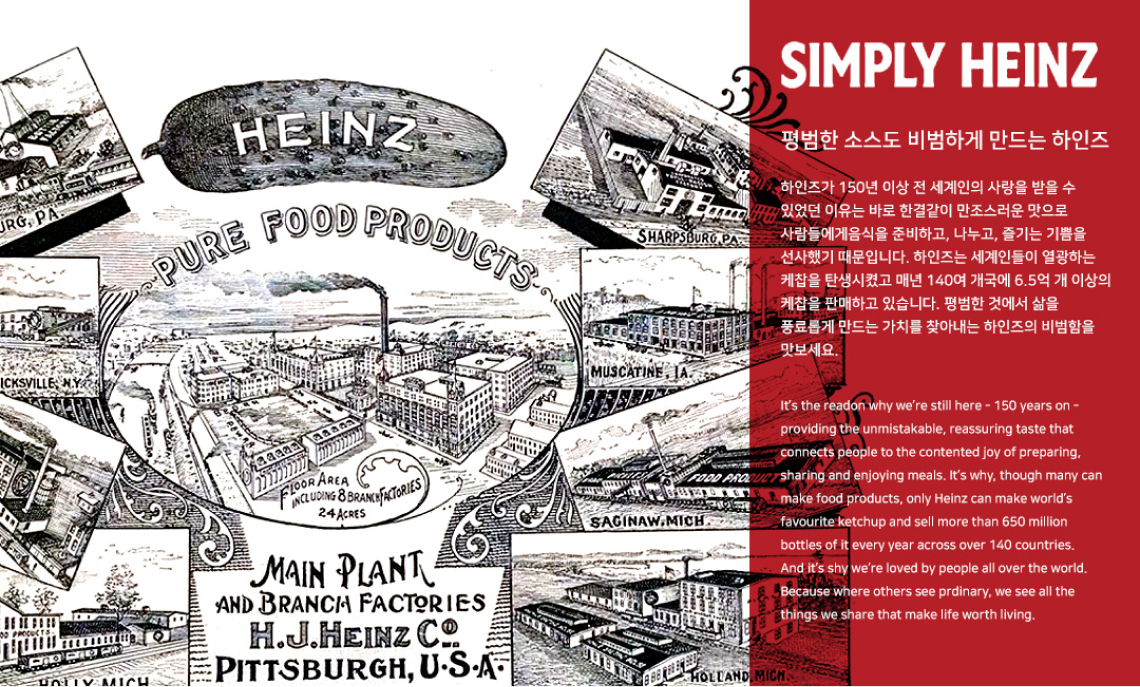 HEINZ
PURE FOOD PRODUCTS
URG, PA.
SHARPSBURG, PA.
ICKSVILLE, N.Y.
MUSCATINE, IA.
FLOOR AREA
INCLUDING 8 BRANCH FACTORIES
24 ACRES
FOOD PRODUCT
SAGINAW, MICH
MAIN PLANT
AND BRANCH FACTORIES
H.J. HEINZ Co
PITTSBURGH, U.S.A.
OD PRODUCTS
HOLLY MICH
HOLLAND, MICH.
SIMPLY HEINZ
평범한 소스도 비범하게 만드는 하인즈
하인즈가 150년 이상 전 세계인의 사랑을 받을 수
있었던 이유는 바로 한결같이 만조스러운 맛으로
사람들에게음식을 준비하고, 나누고, 즐기는 기쁨을
선사했기 때문입니다. 하인즈는 세계인들이 열광하는
케찹을 탄생시켰고 매년 140여 개국에 6.5억 개 이상의
케찹을 판매하고 있습니다. 평범한 것에서 삶을
풍료롭게 만드는 가치를 찾아내는 하인즈의 비범함을
맛보세요.
It's the readon why we're still here - 150 years on -
providing the unmistakable, reassuring taste that
connects people to the contented joy of preparing,
sharing and enjoying meals. It's why, though many can
make food products, only Heinz can make world's
favourite ketchup and sell more than 650 million
bottles of it every year across over 140 countries.
And it's shy we're loved by people all over the world.
Because where others see prdinary, we see all the
things we share that make life worth living.